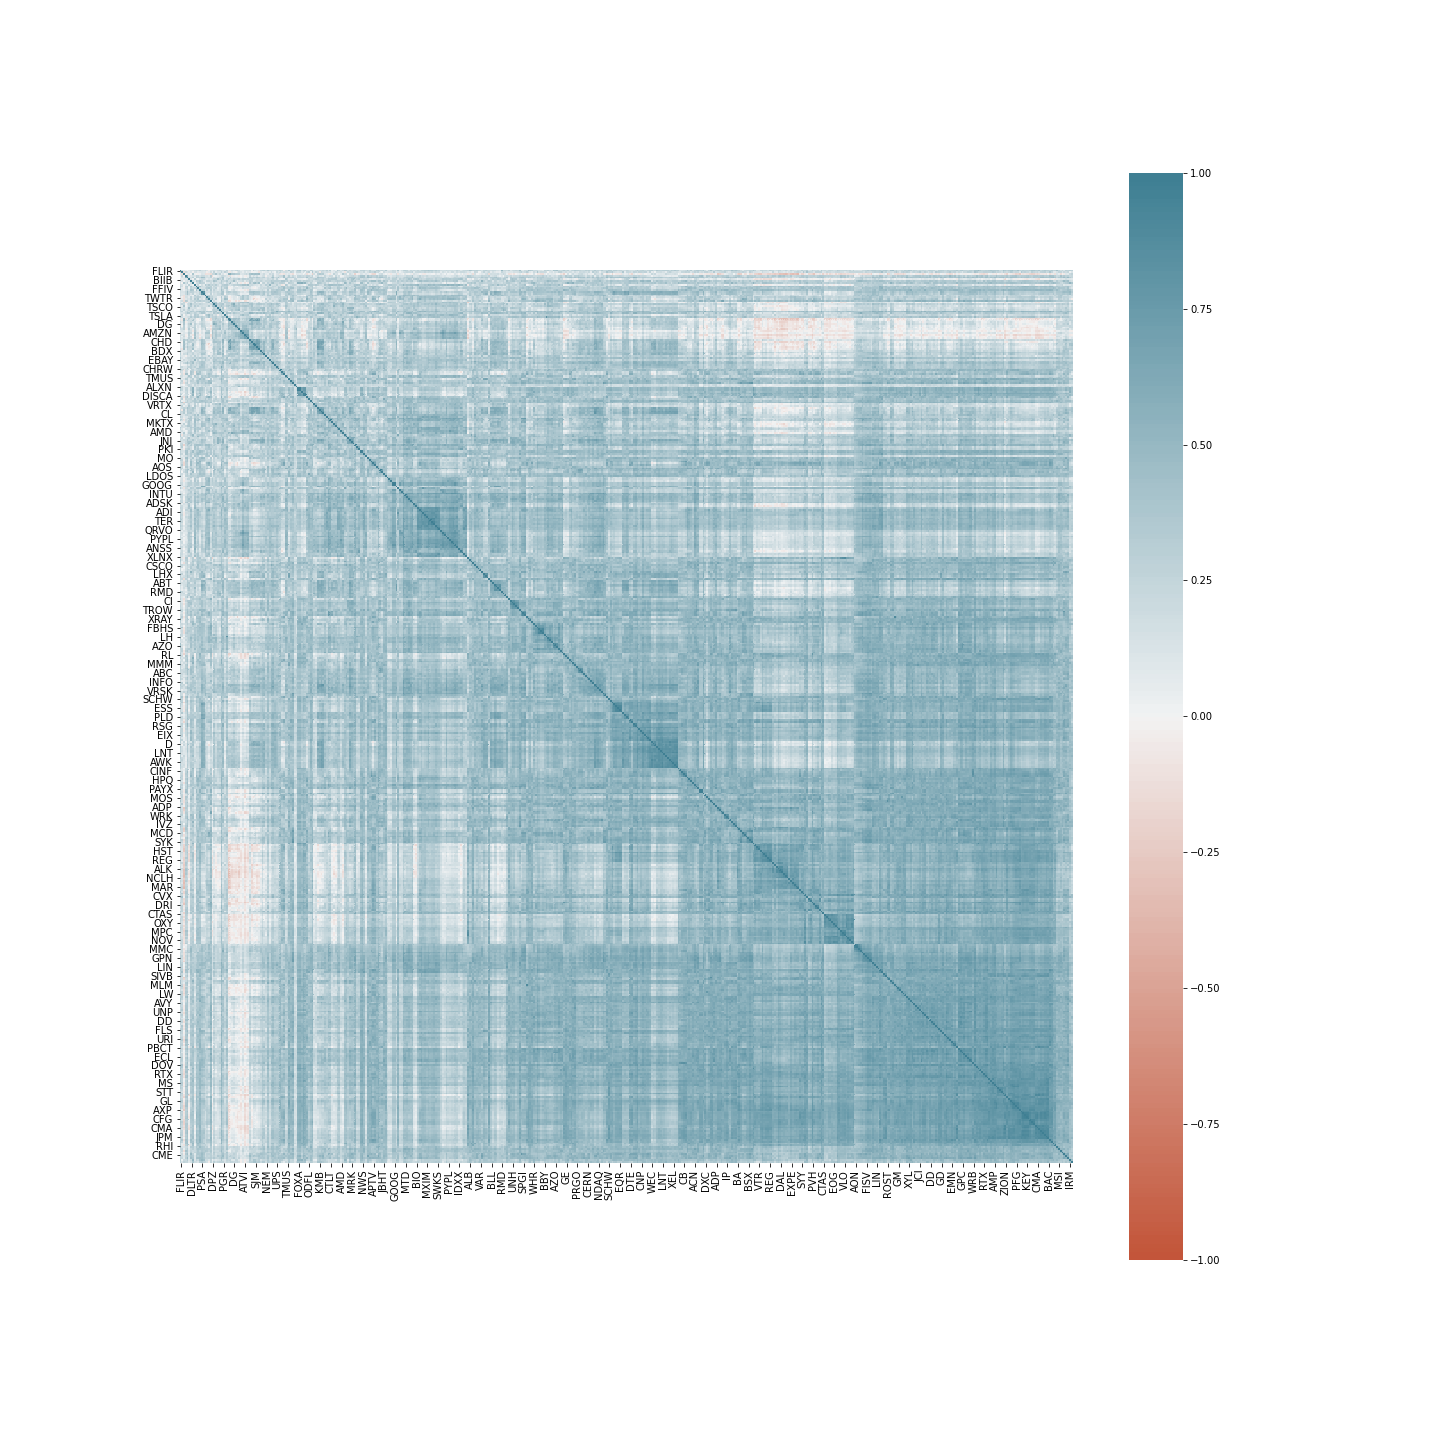 FLIR
BIIB
FFIV
TWTR
TSCO
TSLA
DG
AMZN
CHD
BDX
EBAY
CHRW
TMUS
ALXN
DISCA
VRTX
CL
MKTX
AMD
JNJ
PKI
MO
AOS
LDOS
GOOG
INTU
ADSK
ADI
TER
QRVO
PYPL
ANSS
XLNX
CSCO
LHX
ABT
RMD
CI
TROW
XRAY
FBHS
LH
AZO
RL
MMM
ABC
INFO
VRSK
SCHW
ESS
PLD
RSG
EIX
D
LNT
AWK
CINF
HPQ
PAYX
MOS
ADP
WRK
IVZ
MCD
SYK
HST
REG
ALK
NCLH
MAR
CVX
DRI
CTAS
OXY
MPC
NOV
MMC
GPN
LIN
SIVB
MLM
LW
AVY
UNP
DD
FLS
URI
PBCT
ECL
DOV
RTX
MS
STT
GL
AXP
CFG
CMA
JPM
RHI
CME
FLIR
DLTR
PSA
DPZ
PGR
DG
ATVI
SJM
NEM
UPS
TMUS
FOXA
ODFL
KMB
CTLT
AMD
MRK
NWS
APTV
JBHT
GOOG
MTD
BIO
MXIM
SWKS
PYPL
IDXX
ALB
VAR
BLL
RMD
UNH
SPGI
WHR
BBY
AZO
GE
PRGO
CERN
NDAQ
SCHW
EQR
DTE
CNP
WEC
LNT
XEL
CB
ACN
DXC
ADP
IP
BA
BSX
VTR
REG
DAL
EXPE
SYY
PVH
CTAS
EOG
VLO
AON
FISV
LIN
ROST
GM
XYL
JCI
DD
GD
EMN
GPC
WRB
RTX
AMP
ZION
PFG
KEY
CMA
BAC
MSI
IRM
1.00
0.75
0.50
0.25
0.00
−0.25
−0.50
−0.75
−1.00